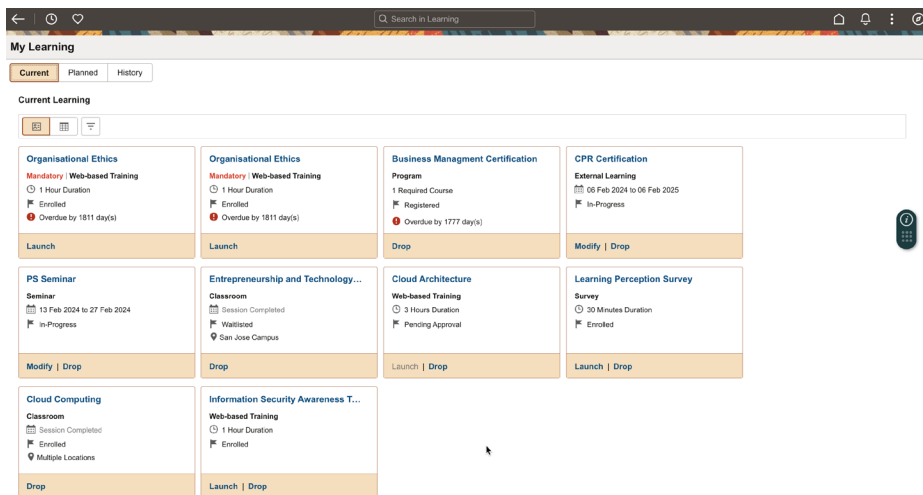 Search in Learning
My Learning
Current Planned History
Current Learning
Organisational Ethics
Mandatory | Web-based Training
1 Hour Duration
Enrolled
Overdue by 1811 day(s)
Launch
Organisational Ethics
Mandatory | Web-based Training
1 Hour Duration
Enrolled
Overdue by 1811 day(s)
Launch
Business Managment Certification
Program
1 Required Course
Registered
Overdue by 1777 day(s)
Drop
CPR Certification
External Learning
06 Feb 2024 to 06 Feb 2025
In-Progress
Modify | Drop
PS Seminar
Seminar
13 Feb 2024 to 27 Feb 2024
In-Progress
Modify | Drop
Entrepreneurship and Technology...
Classroom
Session Completed
Waitlisted
San Jose Campus
Drop
Cloud Architecture
Web-based Training
3 Hours Duration
Pending Approval
Launch | Drop
Learning Perception Survey
Survey
30 Minutes Duration
Enrolled
Launch | Drop
Cloud Computing
Classroom
Session Completed
Enrolled
Multiple Locations
Drop
Information Security Awareness T...
Web-based Training
1 Hour Duration
Enrolled
Launch | Drop